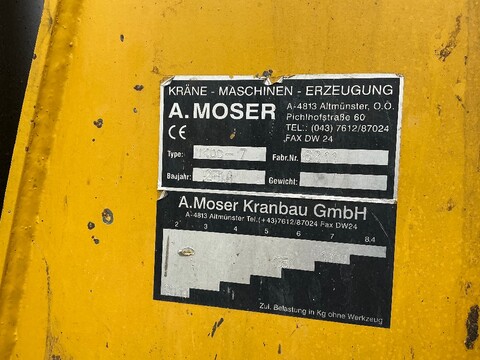 KRÄNE - MASCHINEN - ERZEUGUNG
A. MOSER
A-4813 Altmünster, O.Ö.
Pichlhofstraße 60
TEL.: (043) 7612/87024
FAX DW 24
CE
Type:
Fabr.Nr.
Baujahr:
Gewicht:
A.Moser Kranbau GmbH
A-4813 Altmünster Tel.(+43)7612/87024 Fax DW24
2 3 4 5 6 7 8.4
Zul. Belastung in Kg ohne Werkzeug